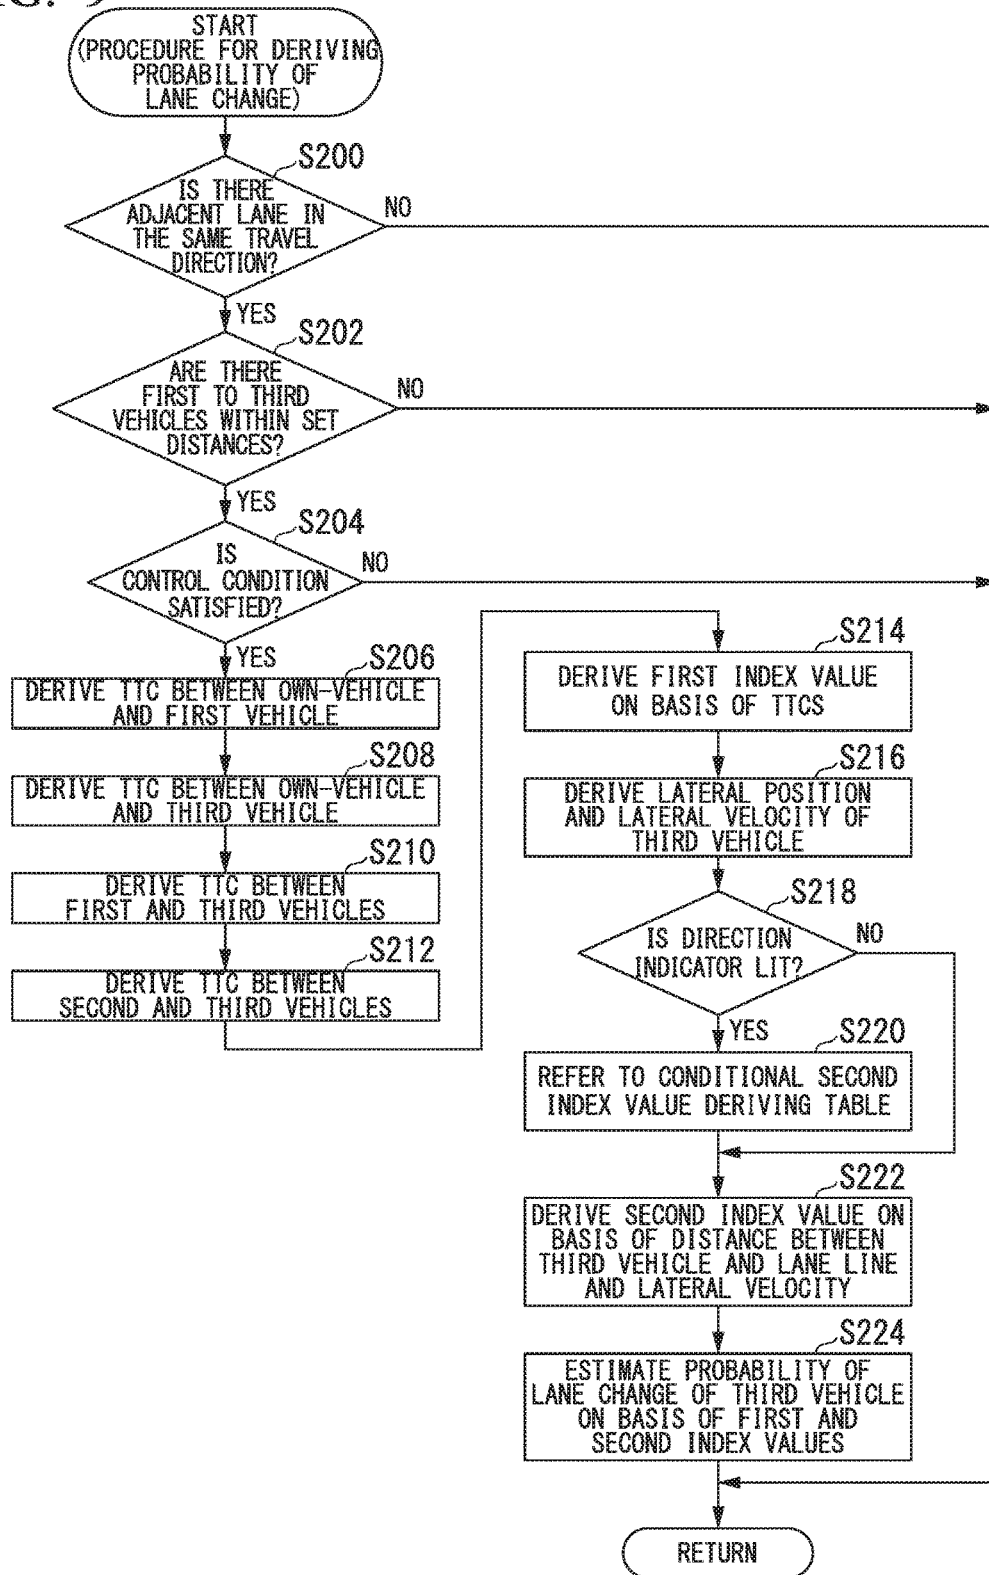 START
(PROCEDURE FOR DERIVING
PROBABILITY OF
LANE CHANGE)
S200
IS THERE
ADJACENT LANE IN
THE SAME TRAVEL
DIRECTION?
NO
YES
S202
ARE THERE
FIRST TO THIRD
VEHICLES WITHIN SET
DISTANCES?
NO
YES
S204
IS
CONTROL CONDITION
SATISFIED?
NO
YES
S206
DERIVE TTC BETWEEN OWN-VEHICLE
AND FIRST VEHICLE
S208
DERIVE TTC BETWEEN OWN-VEHICLE
AND THIRD VEHICLE
S210
DERIVE TTC BETWEEN
FIRST AND THIRD VEHICLES
S212
DERIVE TTC BETWEEN
SECOND AND THIRD VEHICLES
S214
DERIVE FIRST INDEX VALUE
ON BASIS OF TTCS
S216
DERIVE LATERAL POSITION
AND LATERAL VELOCITY OF
THIRD VEHICLE
S218
IS DIRECTION
INDICATOR LIT?
NO
YES
S220
REFER TO CONDITIONAL SECOND
INDEX VALUE DERIVING TABLE
S222
DERIVE SECOND INDEX VALUE ON
BASIS OF DISTANCE BETWEEN
THIRD VEHICLE AND LANE LINE
AND LATERAL VELOCITY
S224
ESTIMATE PROBABILITY OF
LANE CHANGE OF THIRD VEHICLE
ON BASIS OF FIRST AND
SECOND INDEX VALUES
RETURN